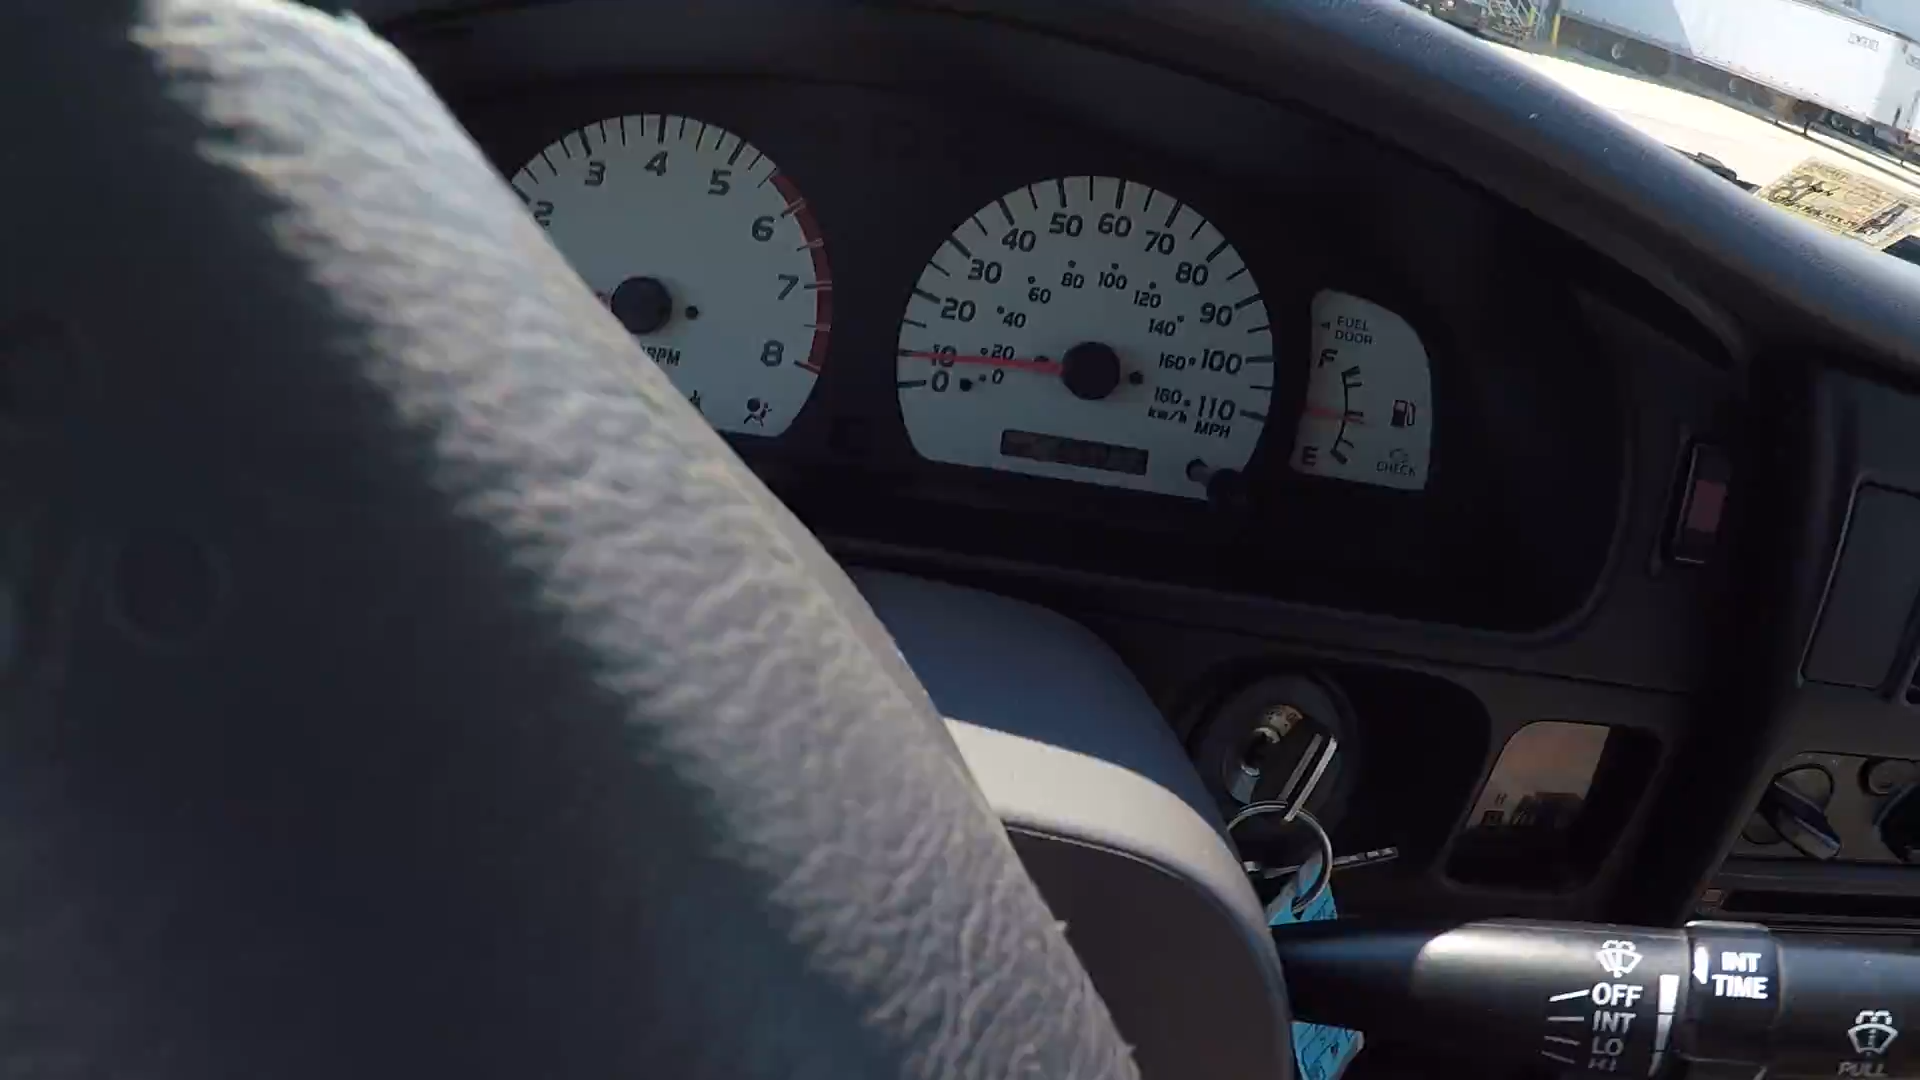 2 3 4 5 6 7 8
0 10 20 30 40 50 60 70 80 90 100 110
0 20 40 60 80 100 120 140 160 180
km/h
MPH
FUEL
DOOR
F
E
CHECK
H
OFF
INT
LO
HI
INT
TIME
PULL